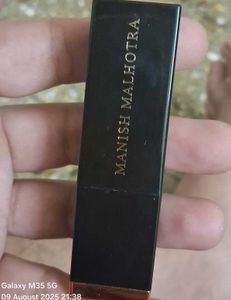 MANISH MALHOTRA
Galaxy M35 5G
09 August 2025 21:38